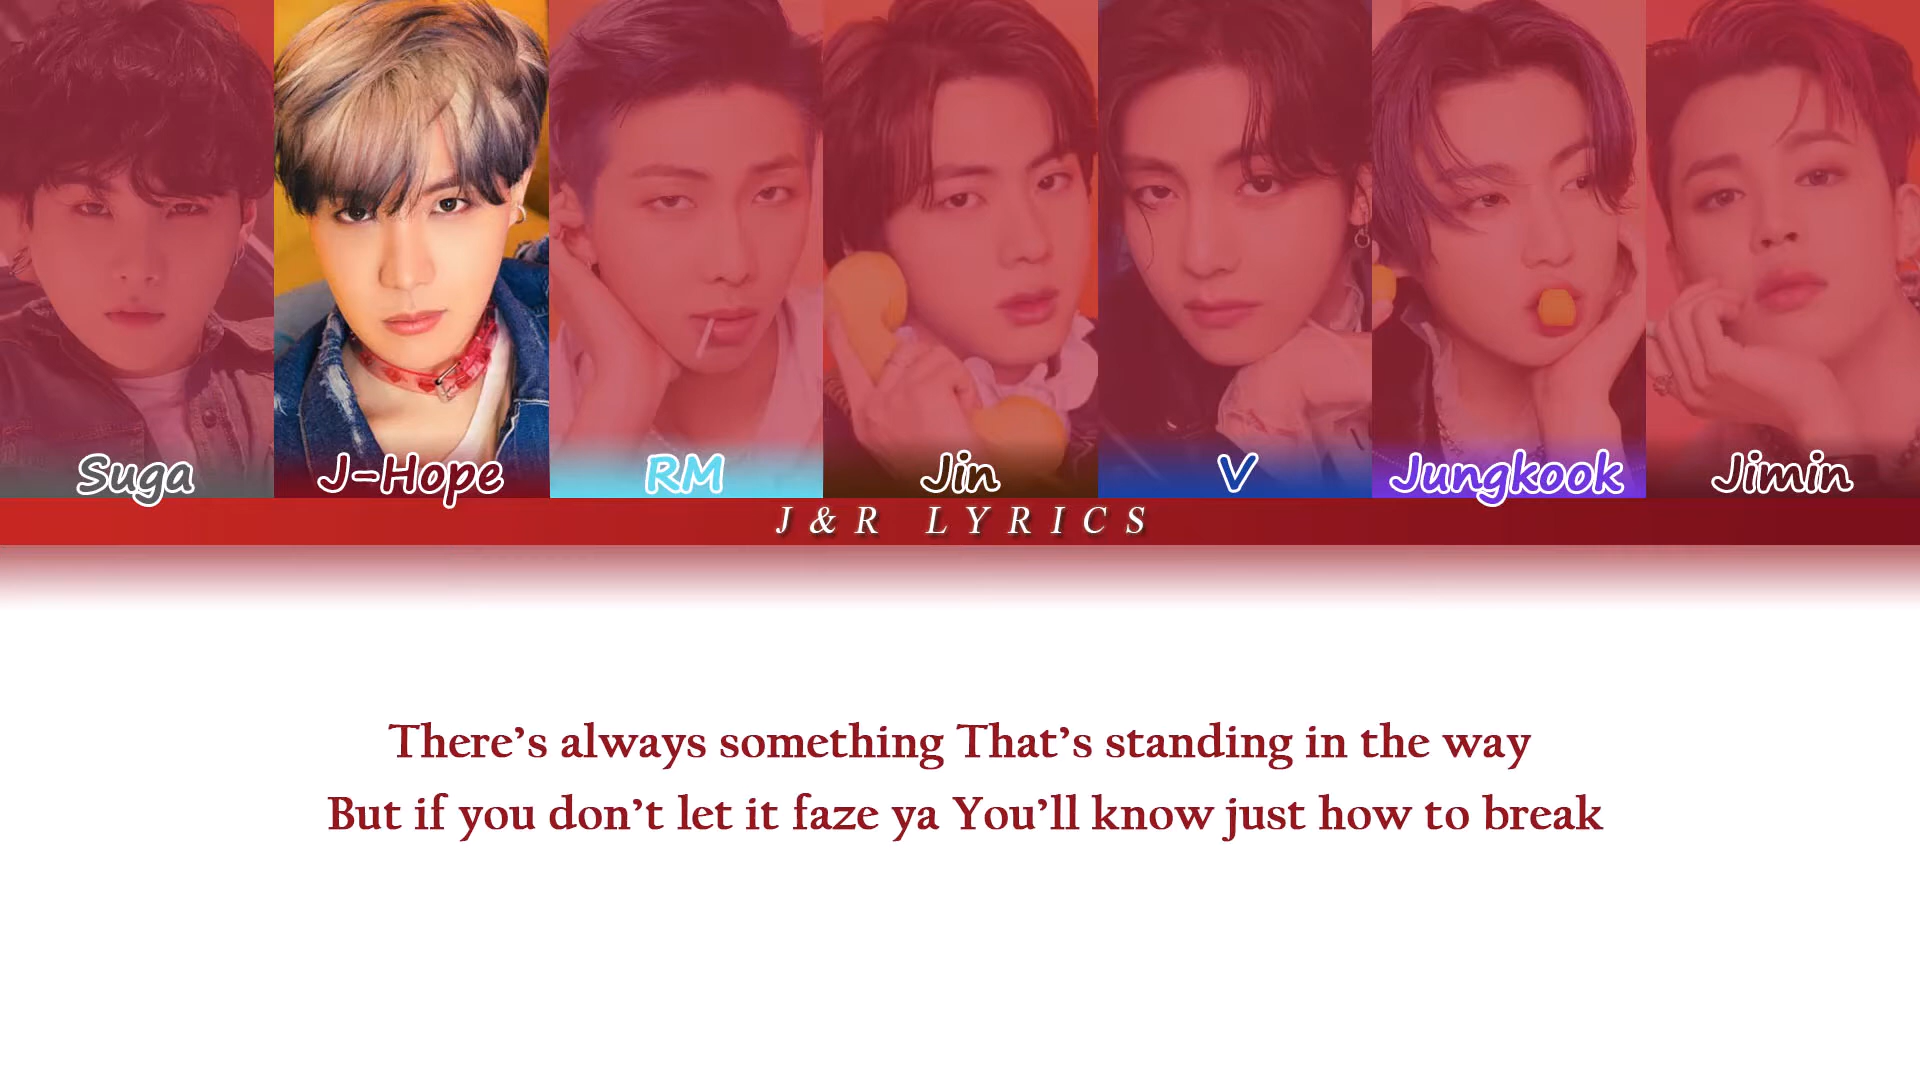 Suga J-Hope RM Jin V Jungkook Jimin
J&R LYRICS
There's always something That's standing in the way
But if you don't let it faze ya You'll know just how to break